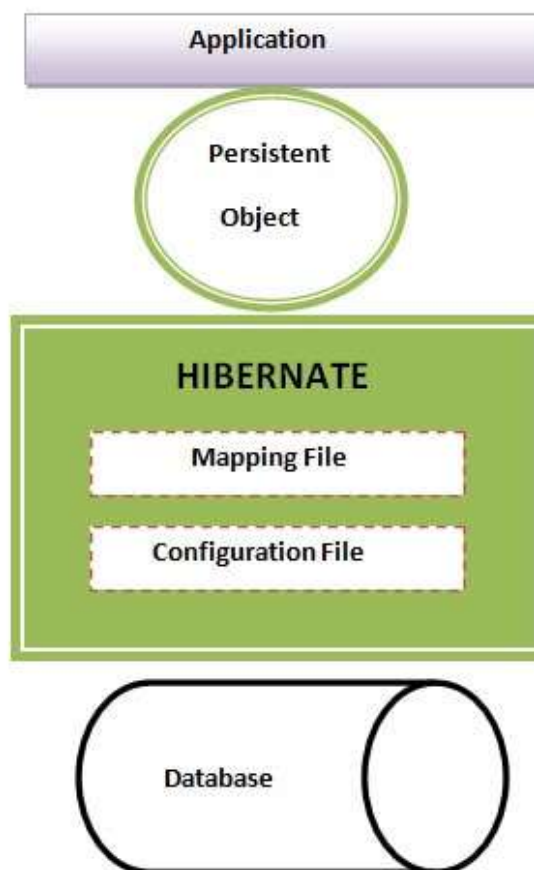 Application
Persistent
Object
HIBERNATE
Mapping File
Configuration File
Database